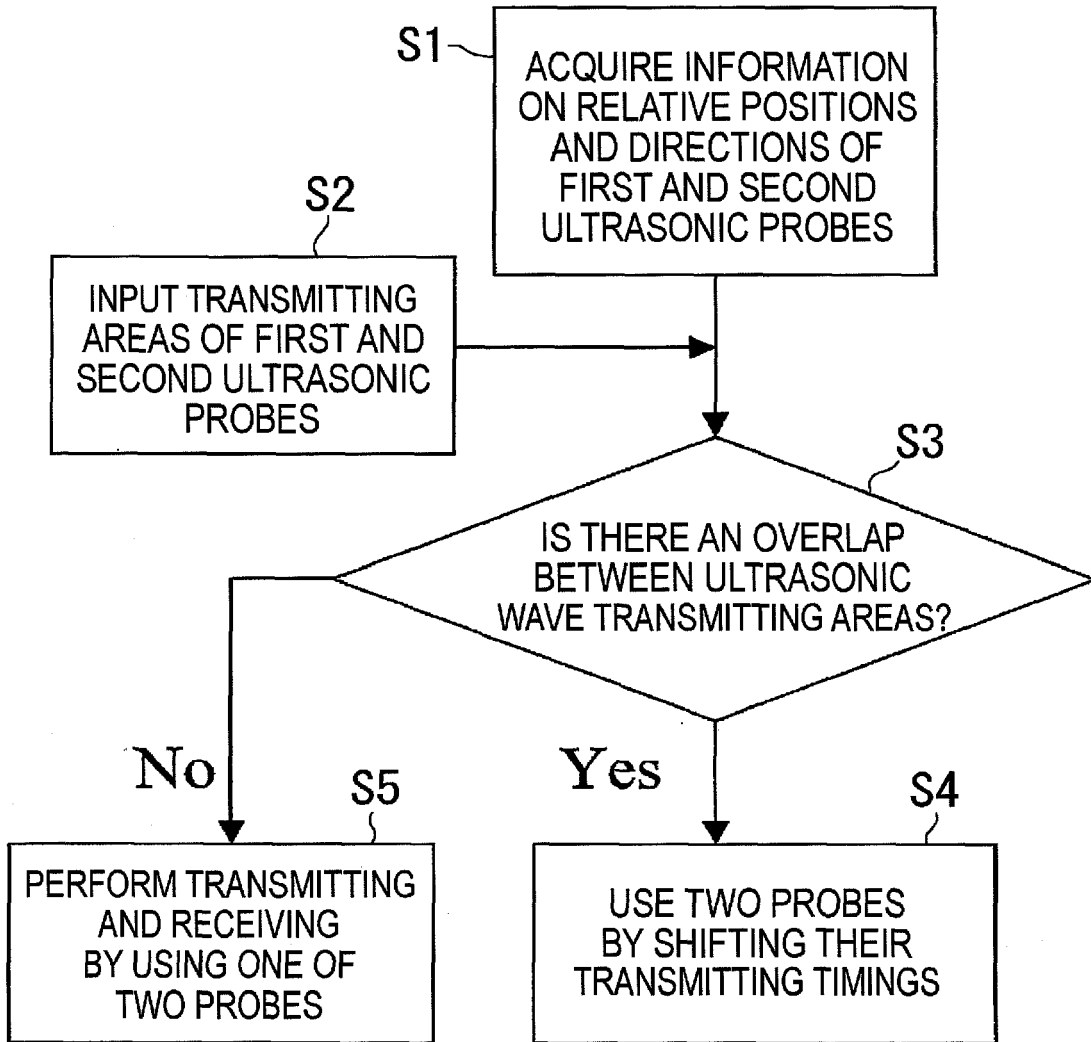 S1
ACQUIRE INFORMATION
ON RELATIVE POSITIONS
AND DIRECTIONS OF
FIRST AND SECOND
ULTRASONIC PROBES
S2
INPUT TRANSMITTING
AREAS OF FIRST AND
SECOND ULTRASONIC
PROBES
S3
IS THERE AN OVERLAP
BETWEEN ULTRASONIC
WAVE TRANSMITTING AREAS?
No
Yes
S5
PERFORM TRANSMITTING
AND RECEIVING
BY USING ONE OF
TWO PROBES
S4
USE TWO PROBES
BY SHIFTING THEIR
TRANSMITTING TIMINGS